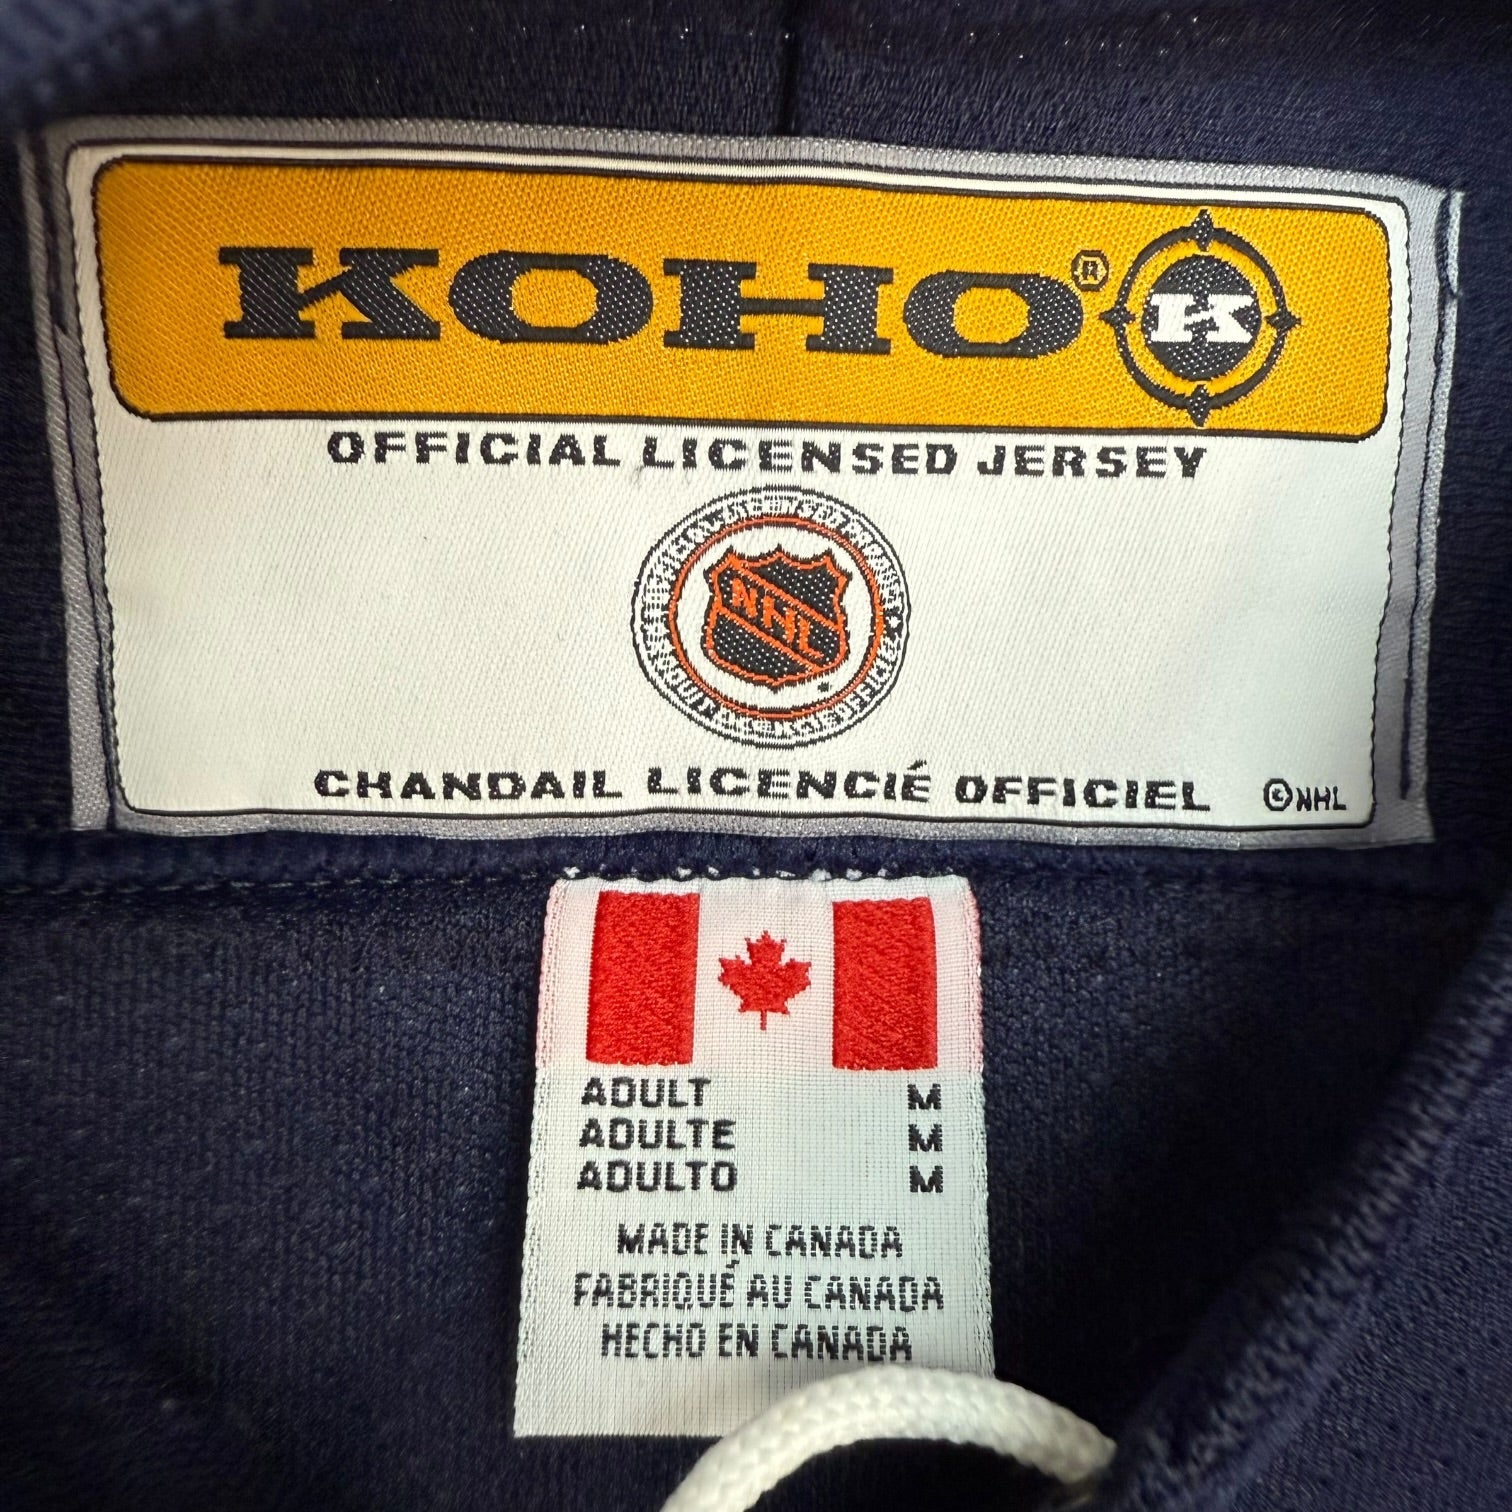 KOHO® K
OFFICIAL LICENSED JERSEY
NHL
CHANDAIL LICENCIÉ OFFICIEL ©NHL
ADULT M
ADULTE M
ADULTO M
MADE IN CANADA
FABRIQUÉ AU CANADA
HECHO EN CANADA